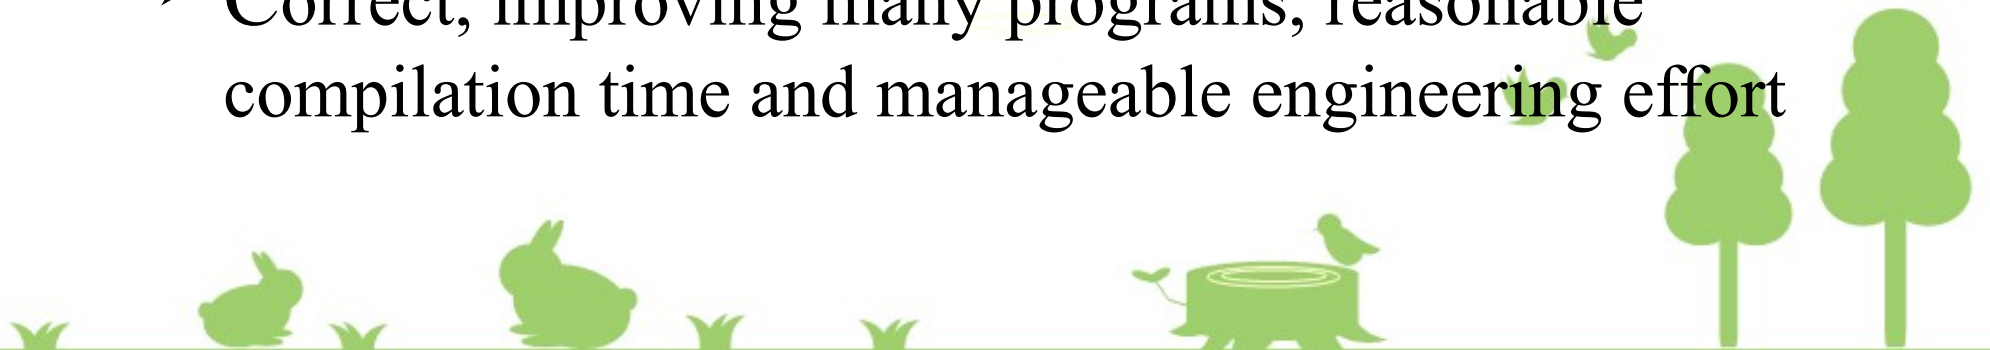 Correct, improving many programs, reasonable
compilation time and manageable engineering effort